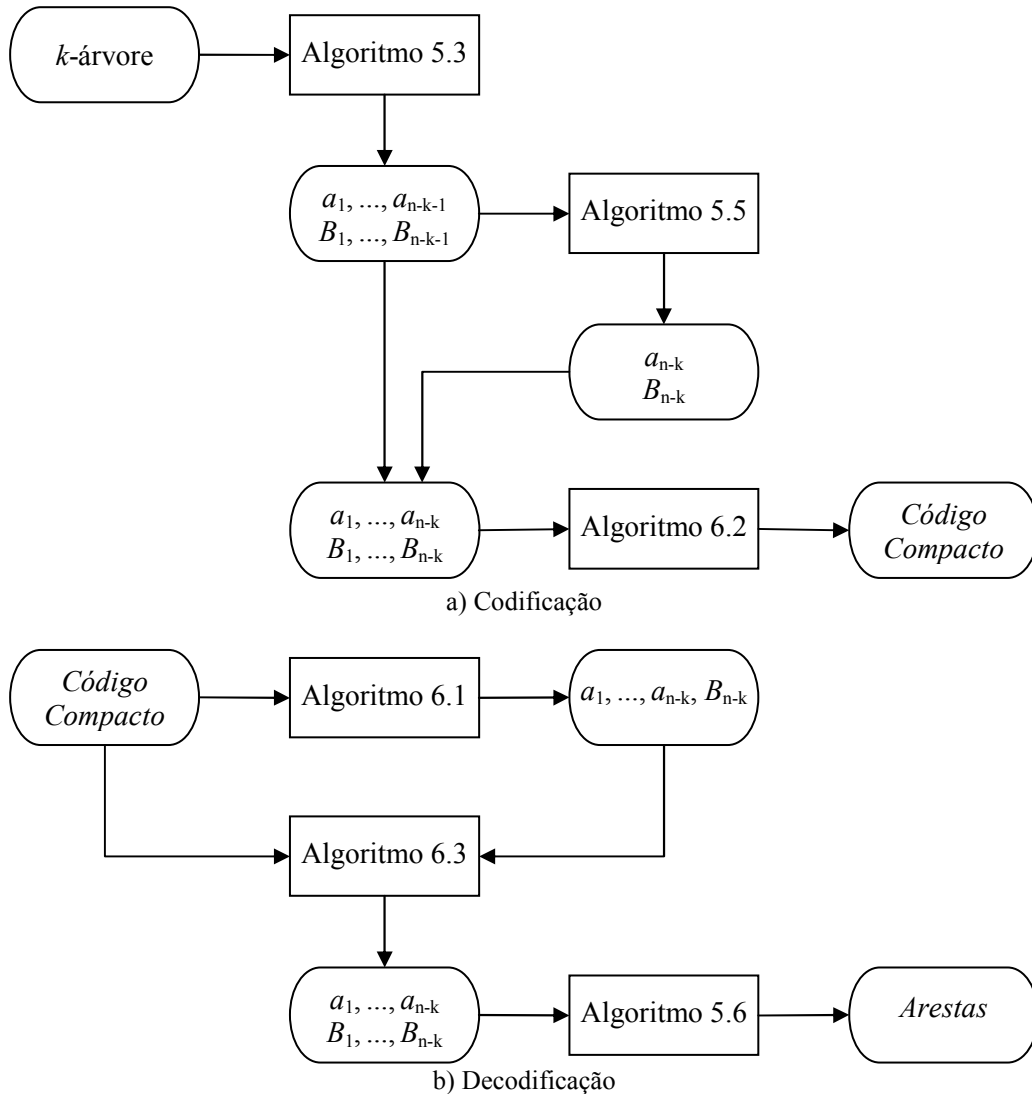 k-árvore
Algoritmo 5.3
a₁, ..., aₙ₋ₖ₋₁
B₁, ..., Bₙ₋ₖ₋₁
Algoritmo 5.5
aₙ₋ₖ
Bₙ₋ₖ
a₁, ..., aₙ₋ₖ
B₁, ..., Bₙ₋ₖ
Algoritmo 6.2
Código
Compacto
a) Codificação
Código
Compacto
Algoritmo 6.1
a₁, ..., aₙ₋ₖ, Bₙ₋ₖ
Algoritmo 6.3
a₁, ..., aₙ₋ₖ
B₁, ..., Bₙ₋ₖ
Algoritmo 5.6
Arestas
b) Decodificação